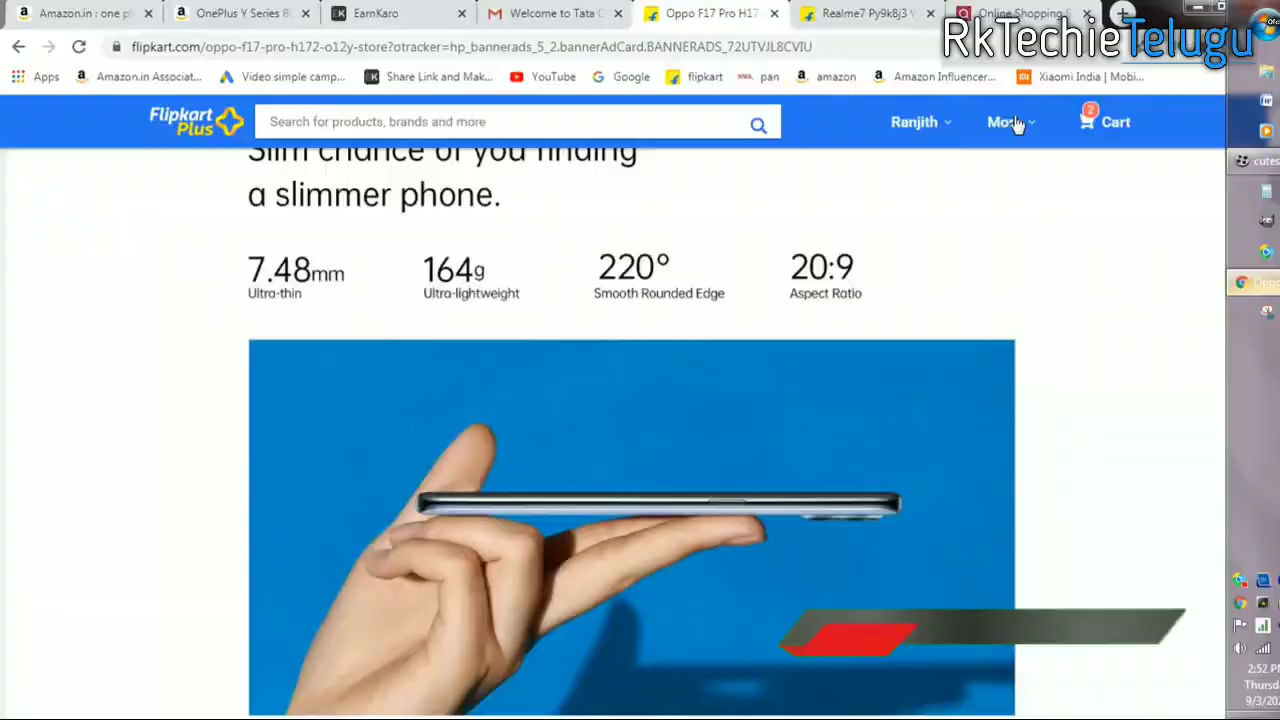 Amazon.in : one pl
OnePlus Y Series 8
EarnKaro
Welcome to Tata C
Oppo F17 Pro H17
Realme7 Py9k8j3 V
Online Shopping S
RkTechieTelugu
flipkart.com/oppo-f17-pro-h172-o12y-store?otracker=hp_bannerads_5_2.bannerAdCard.BANNERADS_72UTVJL8CVIU
Apps
Amazon.in Associat...
Video simple camp...
Share Link and Mak...
YouTube
Google
flipkart
pan
amazon
Amazon Influencer...
Xiaomi India | Mobi...
Flipkart
Plus
Search for products, brands and more
Ranjith
2
Cart
cutes
Slim chance of you finding
a slimmer phone.
7.48mm
164g
220°
20:9
Ultra-thin
Ultra-lightweight
Smooth Rounded Edge
Aspect Ratio
2:52 P
Thursd
9/3/20